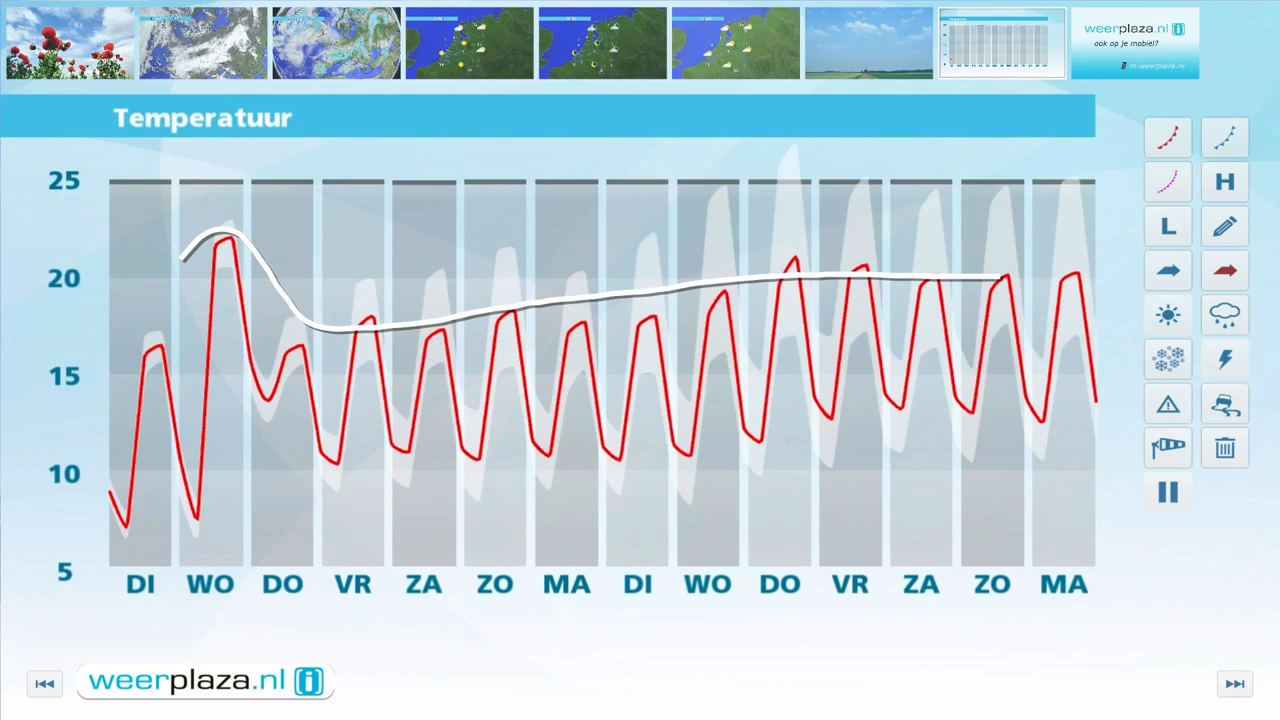 weerplaza.nl
ook op je mobiel?
m.weerplaza.nl
Temperatuur
25
20
15
10
5
DI WO DO VR ZA ZO MA DI WO DO VR ZA ZO MA
H
L
weerplaza.nl